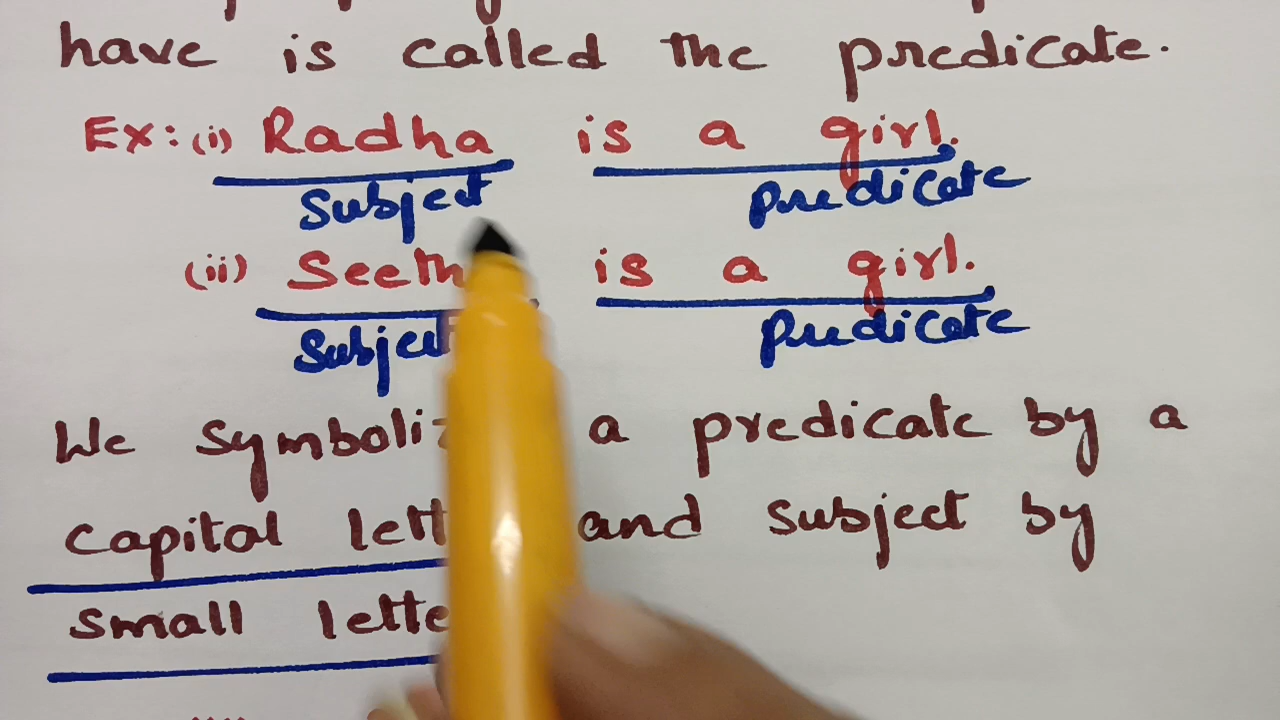 have is called the predicate.
Ex: (i) Radha is a girl.
Subject predicate
(ii) is a girl.
Subject Predicate
We a predicate by a
capital and subject by
small